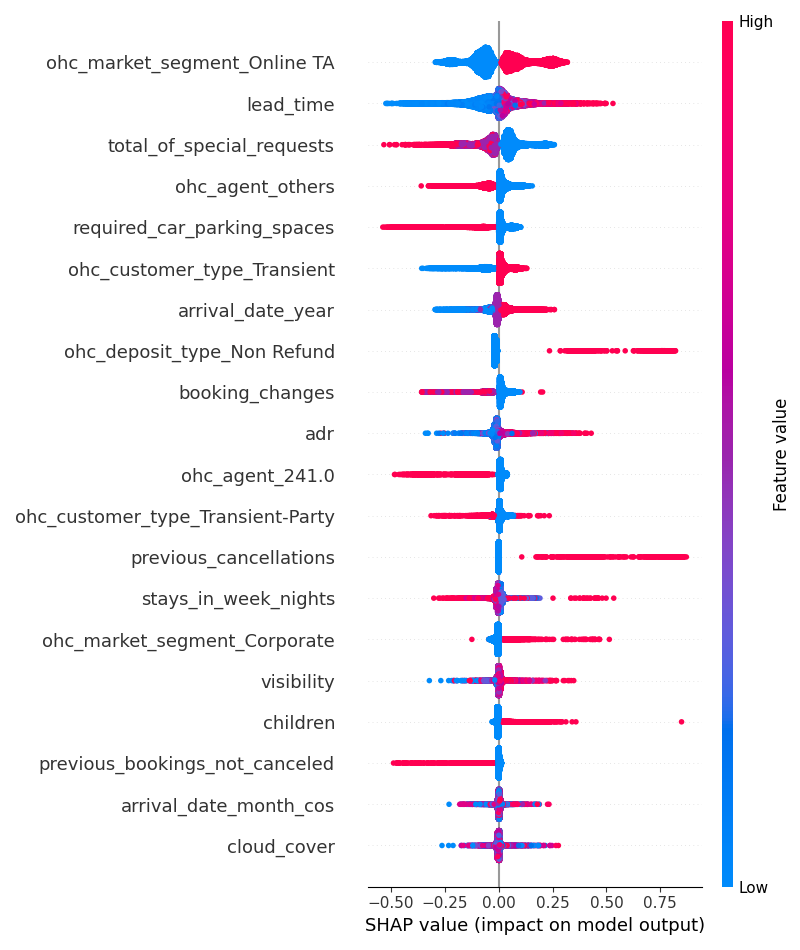 High
ohc_market_segment_Online TA
lead_time
total_of_special_requests
ohc_agent_others
required_car_parking_spaces
ohc_customer_type_Transient
arrival_date_year
ohc_deposit_type_Non Refund
booking_changes
adr
ohc_agent_241.0
ohc_customer_type_Transient-Party
previous_cancellations
stays_in_week_nights
ohc_market_segment_Corporate
visibility
children
previous_bookings_not_canceled
arrival_date_month_cos
cloud_cover
Feature value
Low
−0.50 −0.25 0.00 0.25 0.50 0.75
SHAP value (impact on model output)